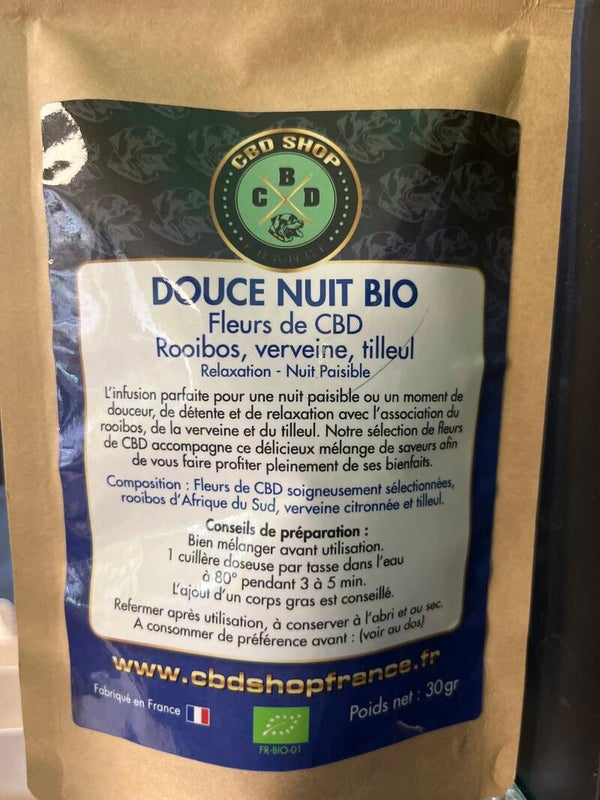 CBD SHOP
C B D
FRANCE
DOUCE NUIT BIO
Fleurs de CBD
Rooibos, verveine, tilleul
Relaxation - Nuit Paisible
L'infusion parfaite pour une nuit paisible ou un moment de
douceur, de détente et de relaxation avec l'association du
rooibos, de la verveine et du tilleul. Notre sélection de fleurs
de CBD accompagne ce délicieux mélange de saveurs afin
de vous faire profiter pleinement de ses bienfaits.
Composition : Fleurs de CBD soigneusement sélectionnées,
rooibos d'Afrique du Sud, verveine citronnée et tilleul.
Conseils de préparation :
Bien mélanger avant utilisation.
1 cuillère doseuse par tasse dans l'eau
à 80° pendant 3 à 5 min.
L'ajout d'un corps gras est conseillé.
Refermer après utilisation, à conserver à l'abri et au sec.
A consommer de préférence avant : (voir au dos)
www.cbdshopfrance.fr
Fabriqué en France
Poids net : 30gr
FR-BIO-01